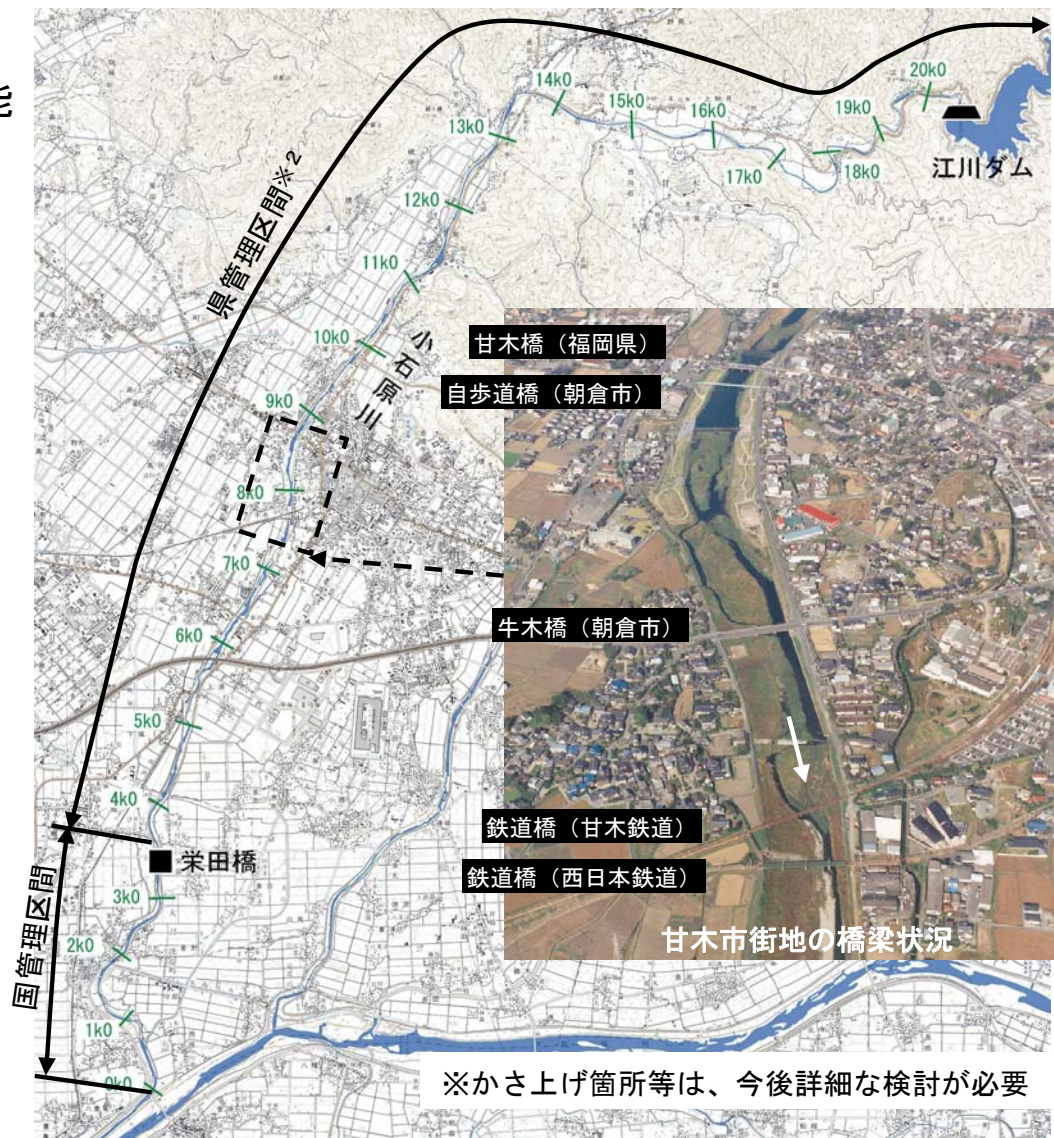 能
20k0
14k0
15k0
16k0
19k0
13k0
17k0
18k0
江川ダム
県管理区間※2
12k0
11k0
10k0
小石原川
甘木橋（福岡県）
自歩道橋（朝倉市）
9k0
8k0
7k0
牛木橋（朝倉市）
6k0
5k0
4k0
鉄道橋（甘木鉄道）
栄田橋
鉄道橋（西日本鉄道）
3k0
甘木市街地の橋梁状況
国管理区間
2k0
1k0
0k0
※かさ上げ箇所等は、今後詳細な検討が必要